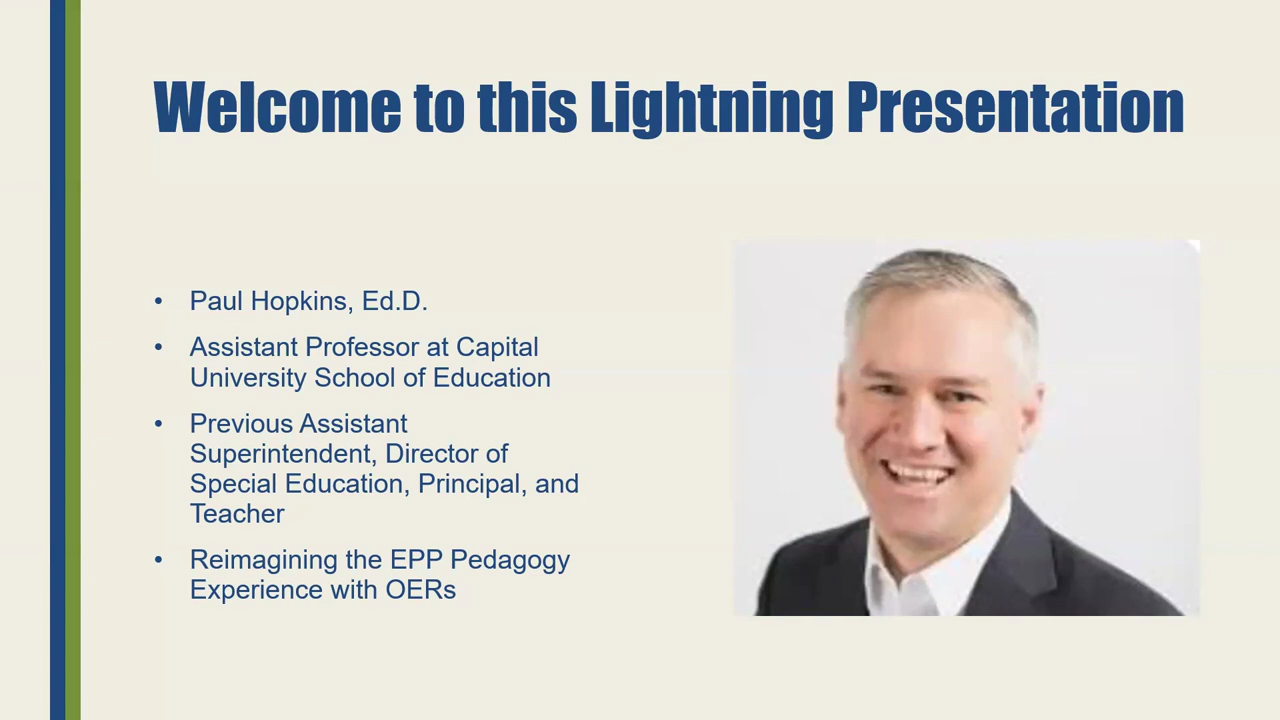 Welcome to this Lightning Presentation
• Paul Hopkins, Ed.D.
• Assistant Professor at Capital
University School of Education
• Previous Assistant
Superintendent, Director of
Special Education, Principal, and
Teacher
• Reimagining the EPP Pedagogy
Experience with OERs